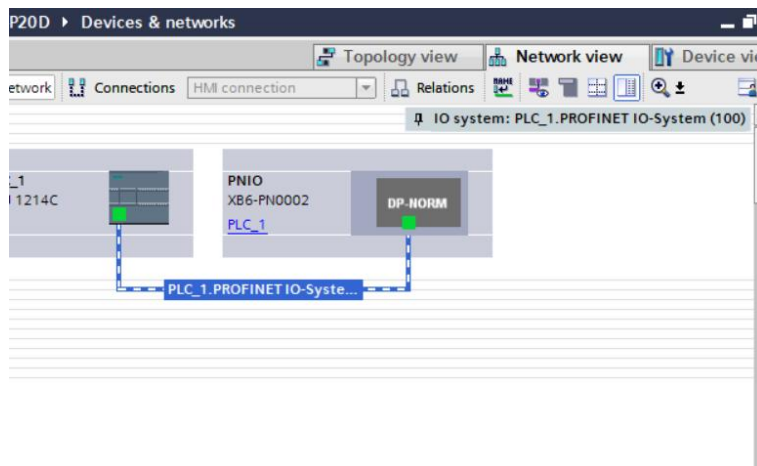 P20D ▸ Devices & networks
Topology view Network view Device vi
etwork Connections HMI connection Relations
IO system: PLC_1.PROFINET IO-System (100)
_1
1214C
PNIO
XB6-PN0002
PLC_1
DP-NORM
PLC_1.PROFINET IO-Syste...